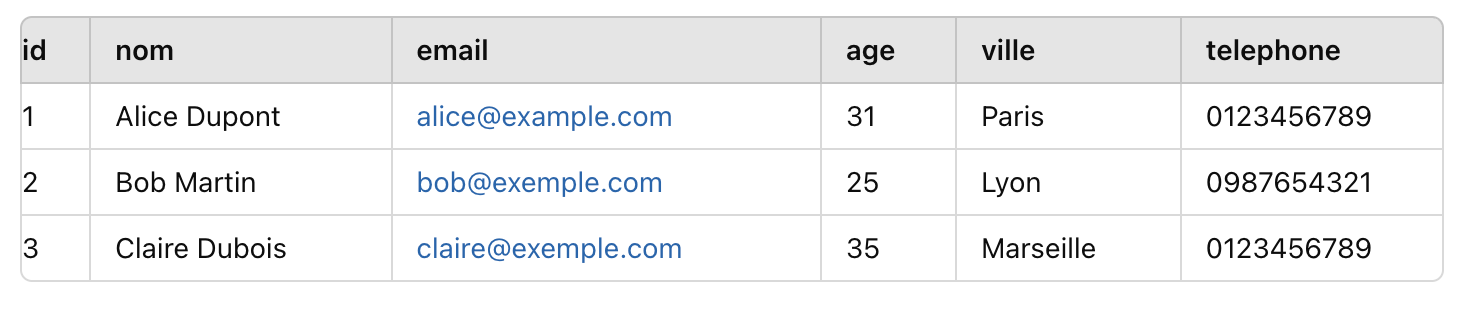 id nom email age ville telephone
1 Alice Dupont alice@example.com 31 Paris 0123456789
2 Bob Martin bob@exemple.com 25 Lyon 0987654321
3 Claire Dubois claire@exemple.com 35 Marseille 0123456789